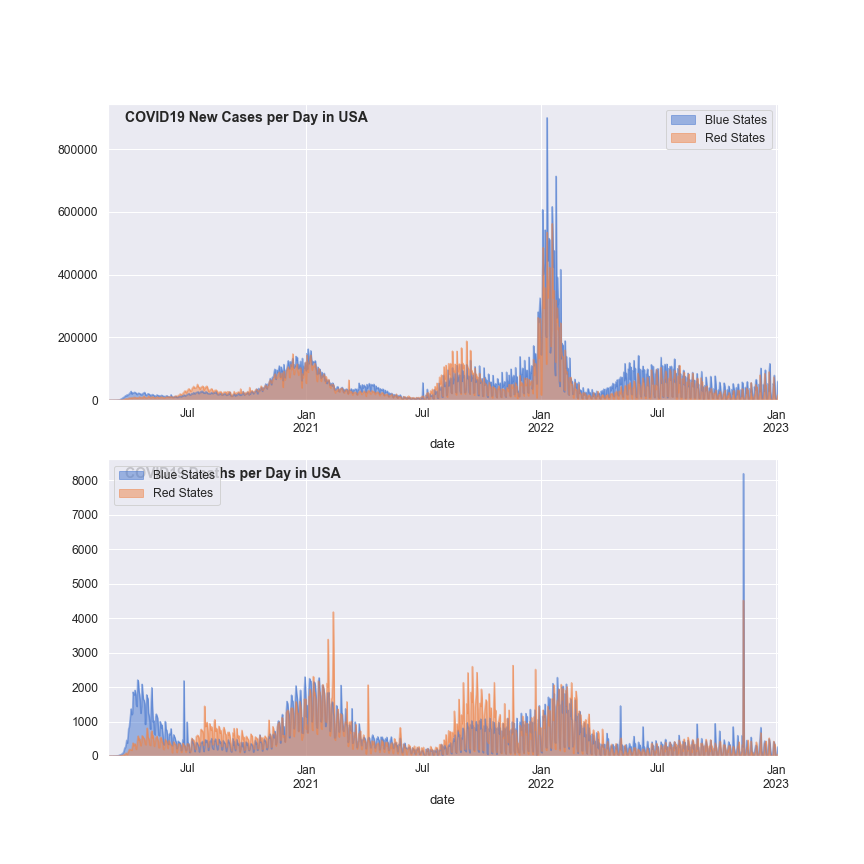 COVID19 New Cases per Day in USA
Blue States
Red States
800000
600000
400000
200000
0
Jul
Jan
2021
Jul
Jan
2022
Jul
Jan
2023
date
COVID19 Deaths per Day in USA
Blue States
Red States
8000
7000
6000
5000
4000
3000
2000
1000
0
Jul
Jan
2021
Jul
Jan
2022
Jul
Jan
2023
date